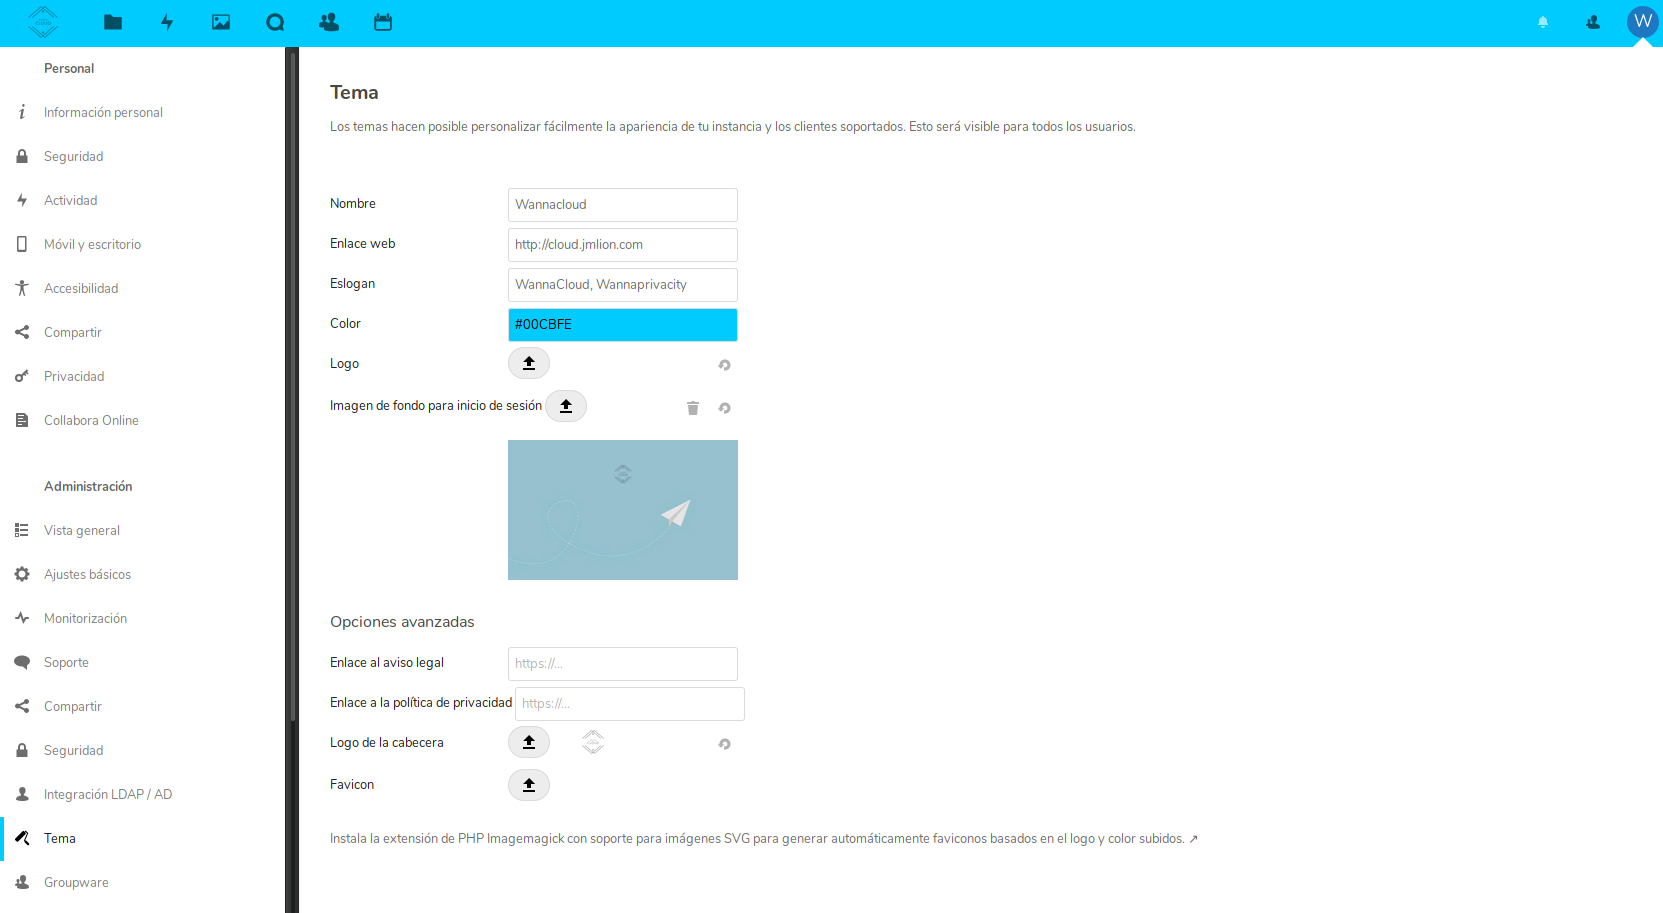 W
Personal
Información personal
Seguridad
Actividad
Móvil y escritorio
Accesibilidad
Compartir
Privacidad
Collabora Online
Administración
Vista general
Ajustes básicos
Monitorización
Soporte
Compartir
Seguridad
Integración LDAP / AD
Tema
Groupware
Tema
Los temas hacen posible personalizar fácilmente la apariencia de tu instancia y los clientes soportados. Esto será visible para todos los usuarios.
Nombre Wannacloud
Enlace web http://cloud.jmlion.com
Eslogan WannaCloud, Wannaprivacity
Color #00CBFE
Logo
Imagen de fondo para inicio de sesión
Opciones avanzadas
Enlace al aviso legal https://...
Enlace a la política de privacidad https://...
Logo de la cabecera
Favicon
Instala la extensión de PHP Imagemagick con soporte para imágenes SVG para generar automáticamente faviconos basados en el logo y color subidos. ↗